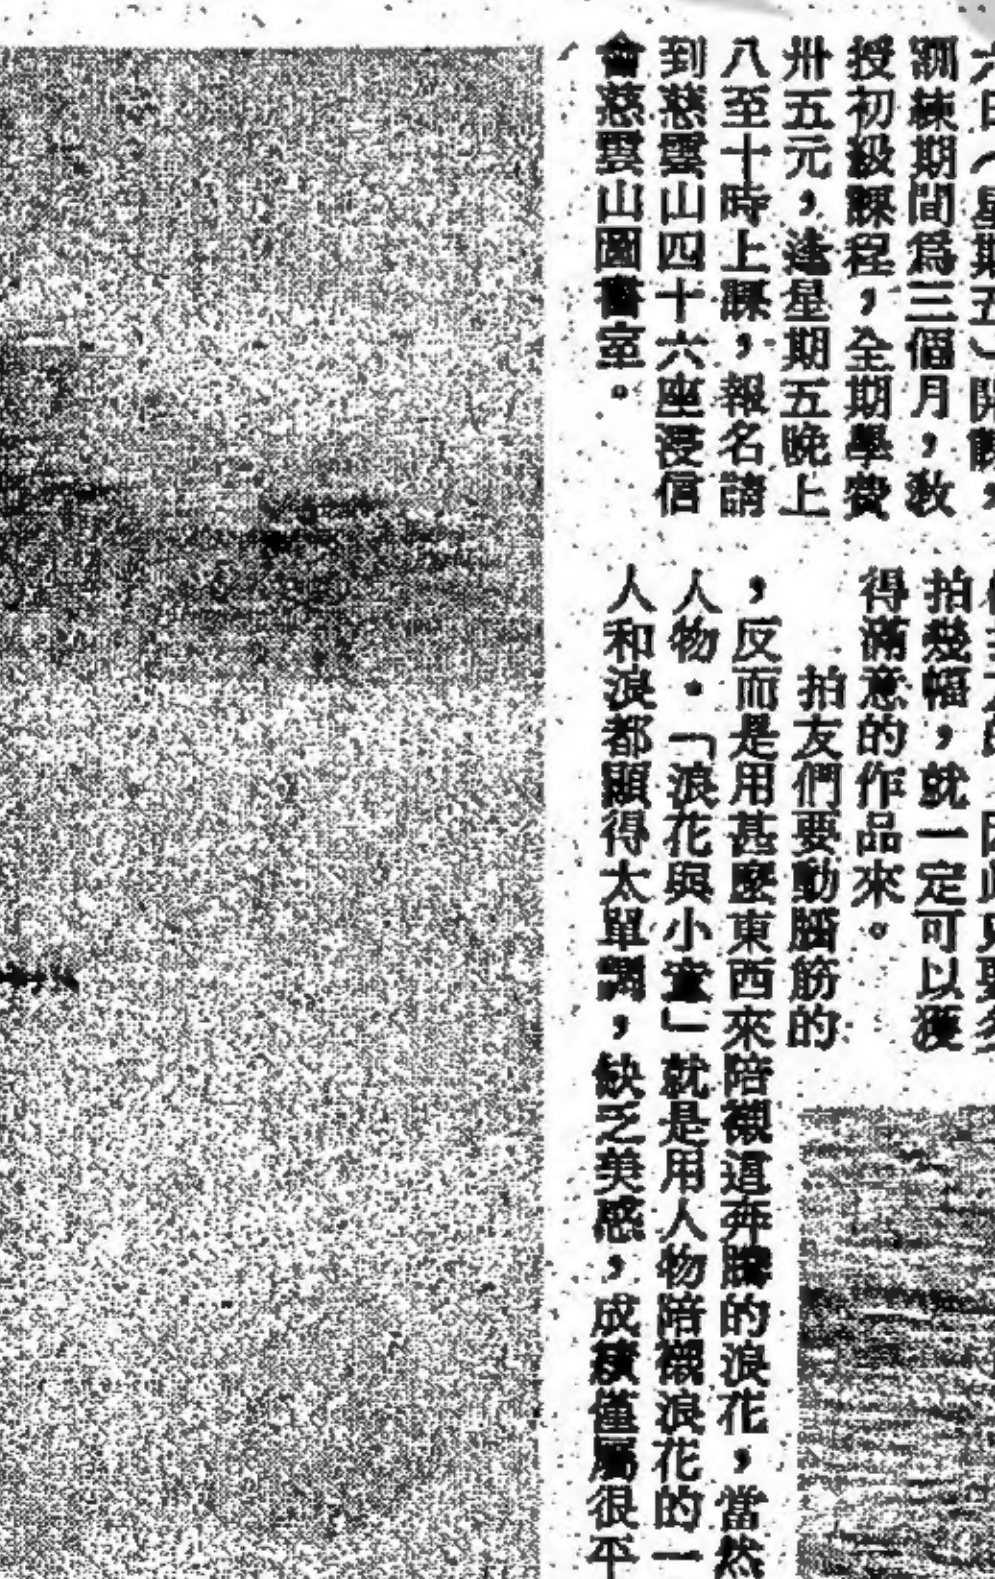 六日（星期五）開課，
訓練期間爲三個月，教
授初級課程，全期學費
卅五元，逢星期五晚上
八至十時上課，報名請
到慈雲山四十六座浸信
會慈雲山圖書室。
拍幾幅，就一定可以獲
得滿意的作品來。
拍友們要動腦筋的
，反而是用甚麼東西來陪襯這奔騰的浪花，當然
人物。「浪花與小童」就是用人物陪襯浪花的一
人和浪都顯得太單調，缺乏美感，成績僅屬很平